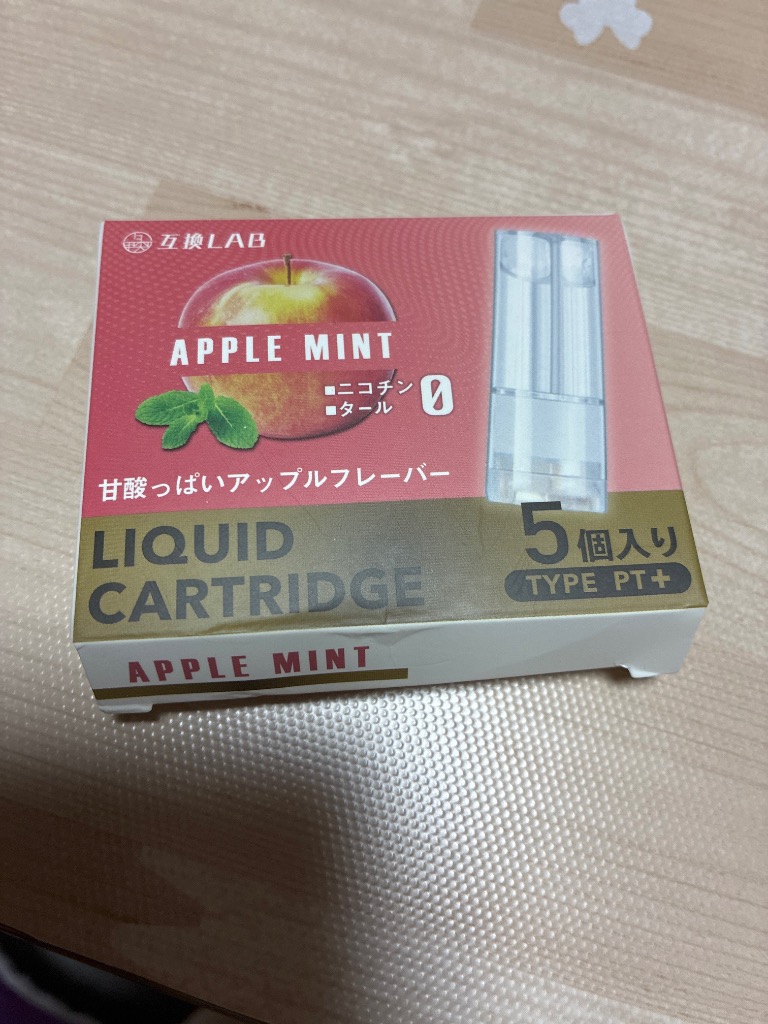 互換LAB
APPLE MINT
■ニコチン
■タール
0
甘酸っぱいアップルフレーバー
LIQUID
CARTRIDGE
5個入り
TYPE PT+
APPLE MINT